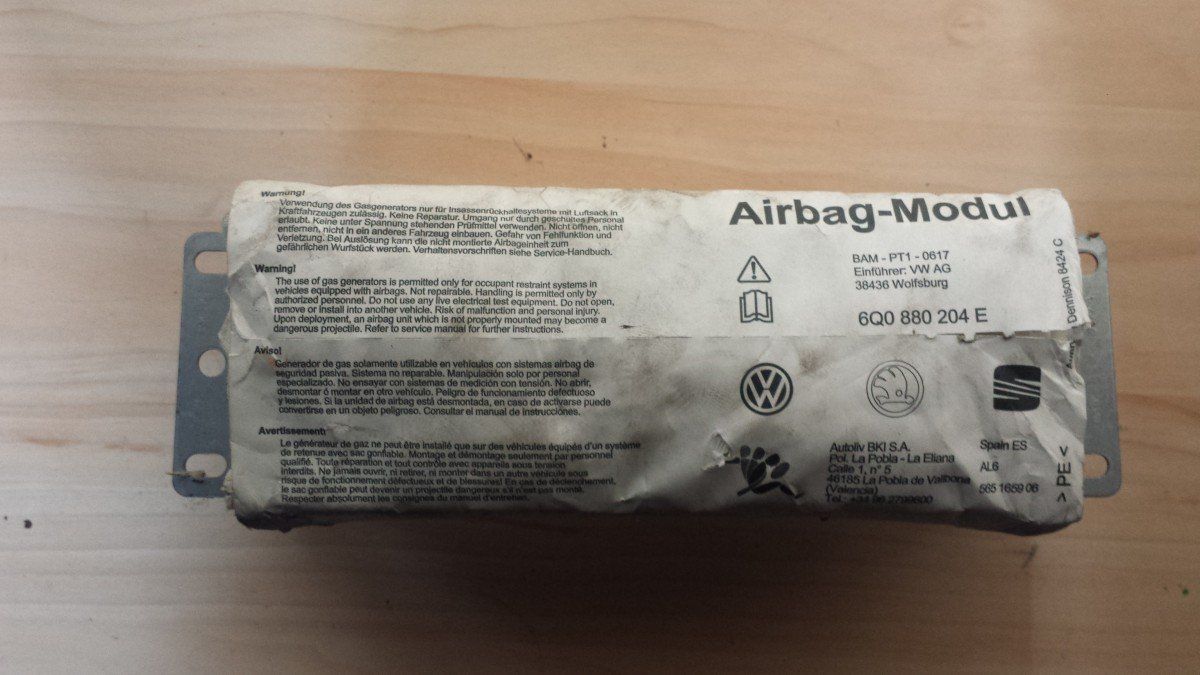 Warnung!
Verwendung des Gasgenerators nur für Insassenrückhaltesysteme mit Luftsack in
Kraftfahrzeugen zulässig. Keine Reparatur. Umgang nur durch geschultes Personal
erlaubt. Keine unter Spannung stehenden Prüfmittel verwenden. Nicht öffnen, nicht
entfernen, nicht in ein anderes Fahrzeug einbauen. Gefahr von Fehlfunktion und
Verletzung. Bei Auslösung kann die nicht montierte Airbageinheit zum
gefährlichen Wurfstück werden. Verhaltensvorschriften siehe Service-Handbuch.
Warning!
The use of gas generators is permitted only for occupant restraint systems in
vehicles equipped with airbags. Not repairable. Handling is permitted only by
authorized personnel. Do not use any live electrical test equipment. Do not open,
remove or install into another vehicle. Risk of malfunction and personal injury.
Upon deployment, an airbag unit which is not properly mounted may become a
dangerous projectile. Refer to service manual for further instructions.
Aviso!
Generador de gas solamente utilizable en vehículos con sistemas airbag de
seguridad pasiva. Sistema no reparable. Manipulación solo por personal
especializado. No ensayar con sistemas de medición con tensión. No abrir,
desmontar ó montar en otro vehículo. Peligro de funcionamiento defectuoso
y lesiones. Si la unidad de airbag está desmontada, en caso de activarse puede
convertirse en un objeto peligroso. Consultar el manual de instrucciones.
Avertissement:
Le générateur de gaz ne peut être installé que sur des véhicules équipés d'un système
de retenue avec sac gonflable. Montage et démontage seulement par personnel
qualifié. Toute réparation et tout contrôle avec appareils sous tension
interdits. Ne jamais ouvrir, ni retirer, ni monter dans un autre véhicule sous
risque de fonctionnement défectueux et de blessures! En cas de déclenchement,
le sac gonflable peut devenir un projectile dangereux s'il n'est pas monté.
Respecter absolument les consignes du manuel d'entretien.
Airbag-Modul
BAM - PT1 - 0617
Einführer: VW AG
38436 Wolfsburg
6Q0 880 204 E
Dennison 8424 C
Autoliv BKI S.A.
Pol. La Pobla - La Eliana
Calle 1, n° 5
46185 La Pobla de Vallbona
(Valencia)
Tel.: +34 96 2799600
Spain ES
AL6
565 1659 06
> PE <